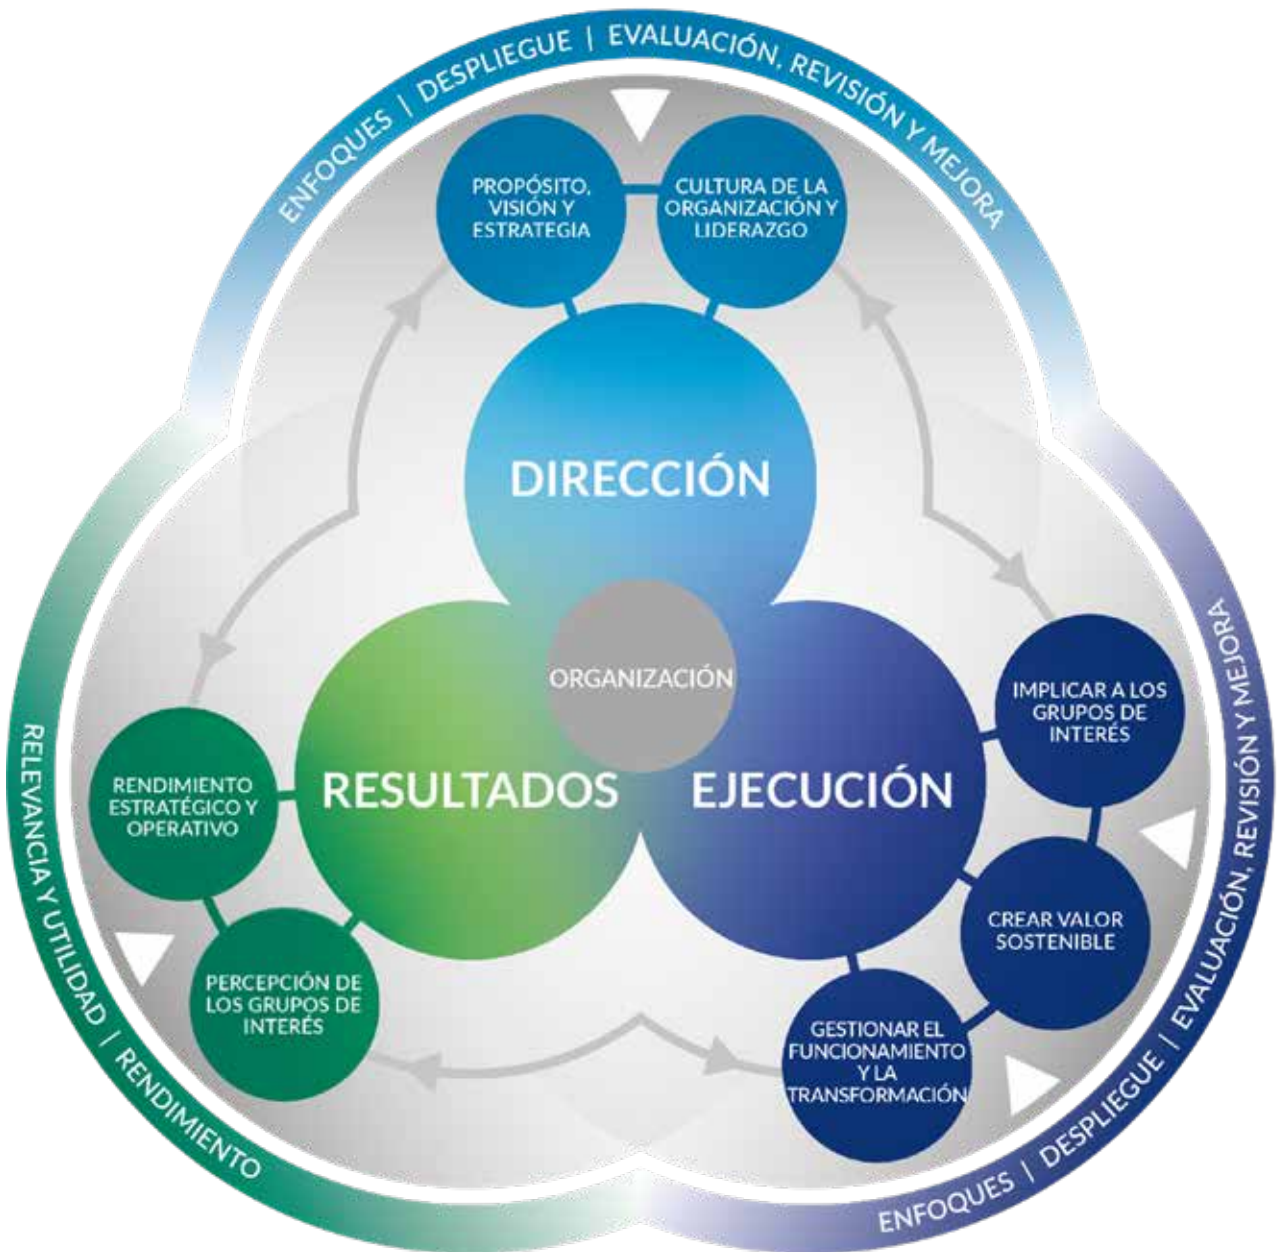 ENFOQUES | DESPLIEGUE | EVALUACIÓN, REVISIÓN Y MEJORA
PROPÓSITO,
VISIÓN Y
ESTRATEGIA
CULTURA DE LA
ORGANIZACIÓN Y
LIDERAZGO
DIRECCIÓN
ORGANIZACIÓN
RESULTADOS
EJECUCIÓN
IMPLICAR A LOS
GRUPOS DE
INTERÉS
CREAR VALOR
SOSTENIBLE
GESTIONAR EL
FUNCIONAMIENTO
Y LA
TRANSFORMACIÓN
RENDIMIENTO
ESTRATÉGICO Y
OPERATIVO
PERCEPCIÓN DE
LOS GRUPOS DE
INTERÉS
RELEVANCIA Y UTILIDAD | RENDIMIENTO
ENFOQUES | DESPLIEGUE | EVALUACIÓN, REVISIÓN Y MEJORA